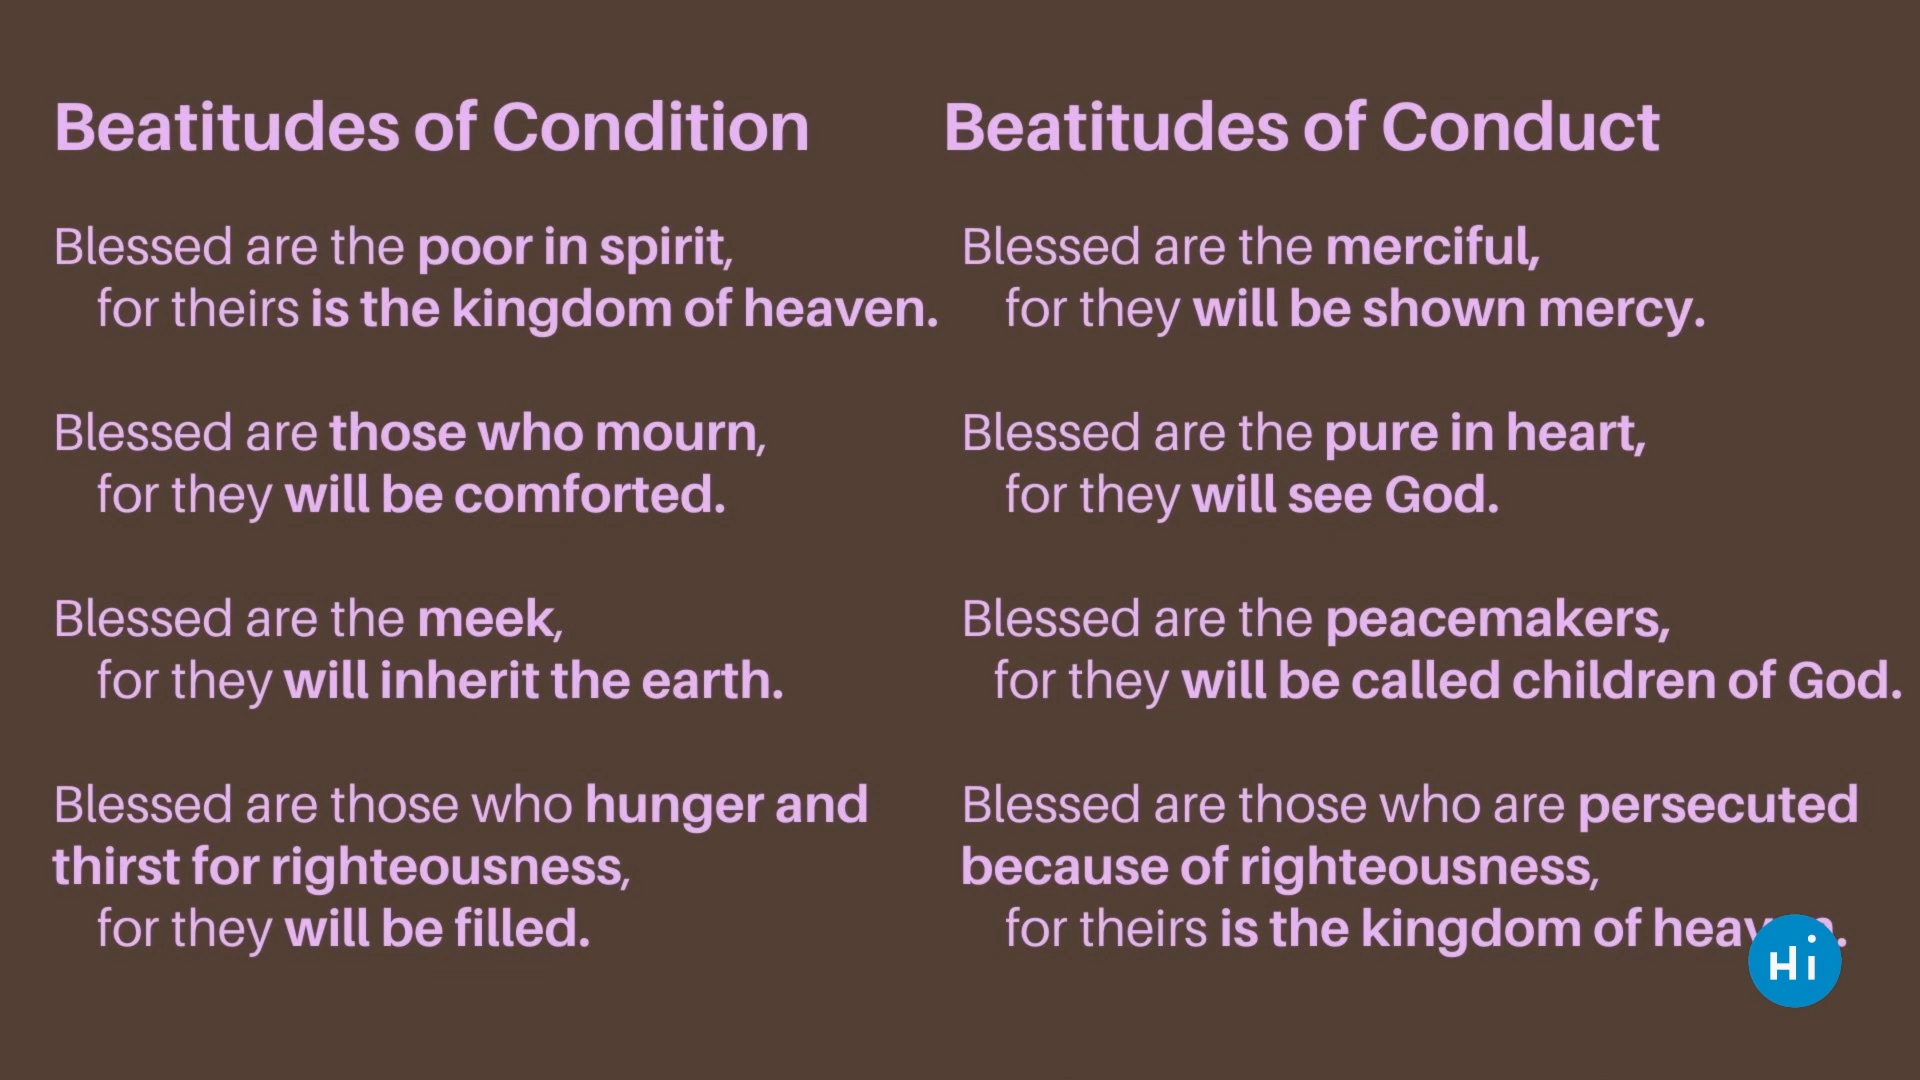 Beatitudes of Condition
Blessed are the poor in spirit,
for theirs is the kingdom of heaven.
Blessed are those who mourn,
for they will be comforted.
Blessed are the meek,
for they will inherit the earth.
Blessed are those who hunger and
thirst for righteousness,
for they will be filled.
Beatitudes of Conduct
Blessed are the merciful,
for they will be shown mercy.
Blessed are the pure in heart,
for they will see God.
Blessed are the peacemakers,
for they will be called children of God.
Blessed are those who are persecuted
because of righteousness,
for theirs is the kingdom of
Hi